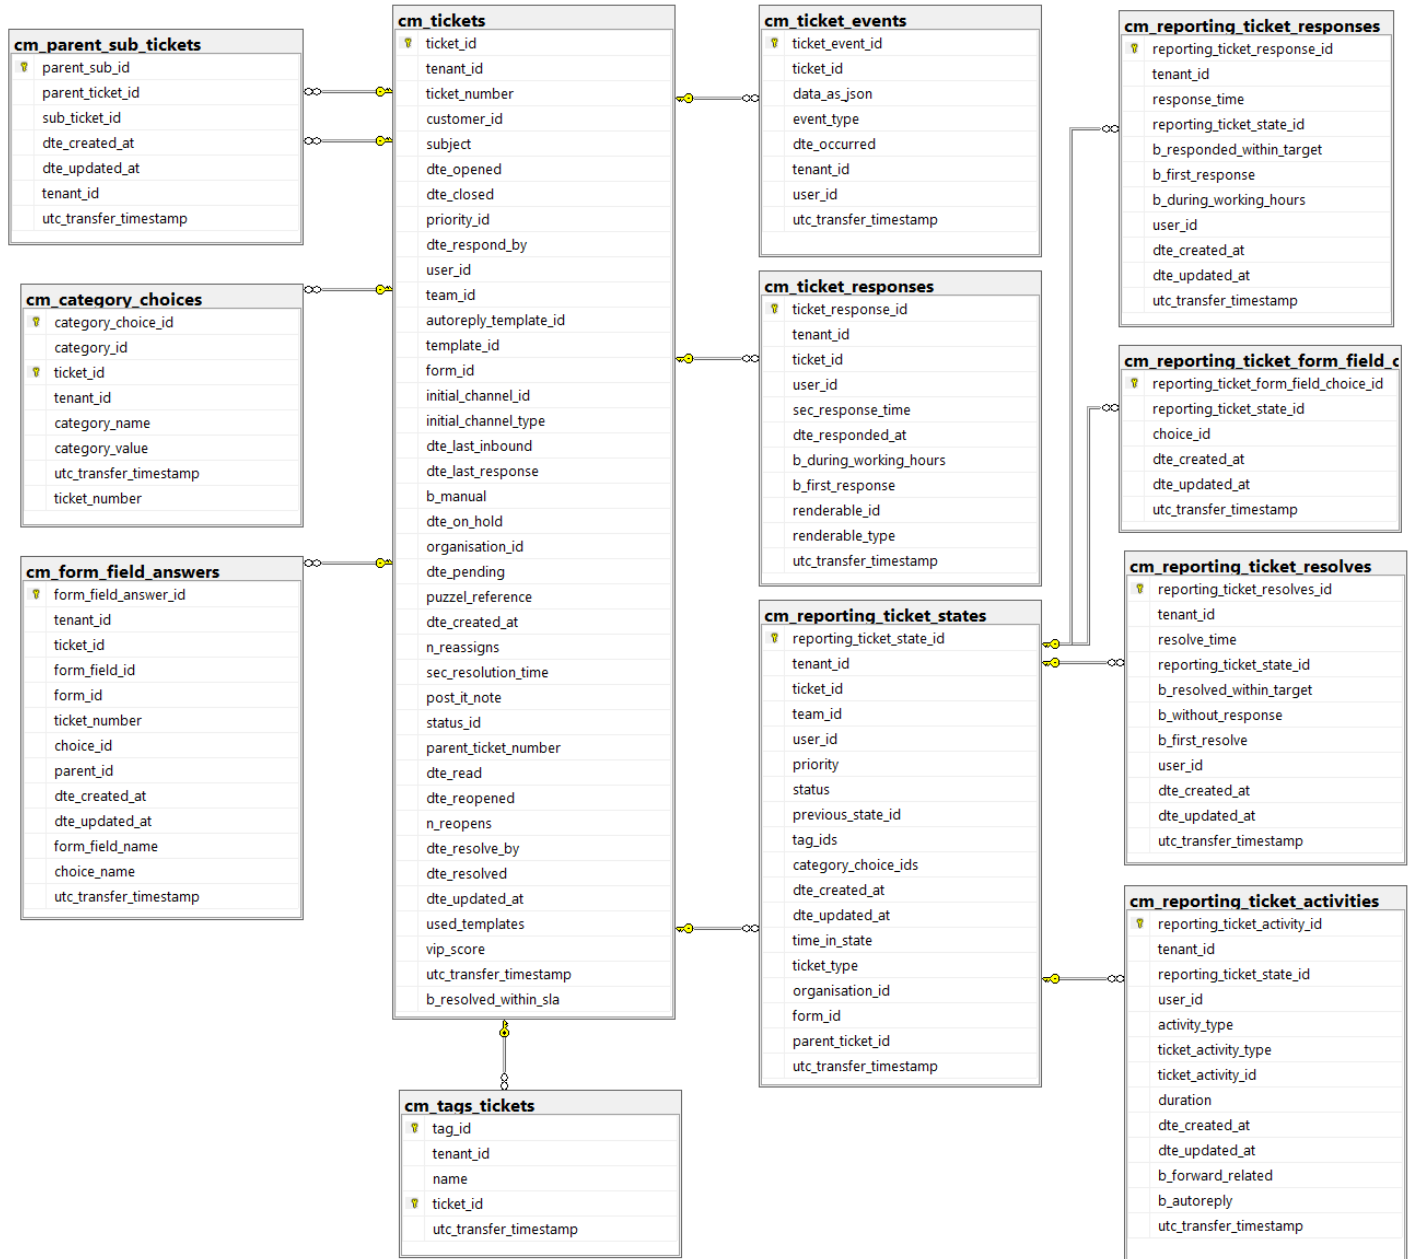 cm_parent_sub_tickets
parent_sub_id
parent_ticket_id
sub_ticket_id
dte_created_at
dte_updated_at
tenant_id
utc_transfer_timestamp
cm_category_choices
category_choice_id
category_id
ticket_id
tenant_id
category_name
category_value
utc_transfer_timestamp
ticket_number
cm_form_field_answers
form_field_answer_id
tenant_id
ticket_id
form_field_id
form_id
ticket_number
choice_id
parent_id
dte_created_at
dte_updated_at
form_field_name
choice_name
utc_transfer_timestamp
cm_tickets
ticket_id
tenant_id
ticket_number
customer_id
subject
dte_opened
dte_closed
priority_id
dte_respond_by
user_id
team_id
autoreply_template_id
template_id
form_id
initial_channel_id
initial_channel_type
dte_last_inbound
dte_last_response
b_manual
dte_on_hold
organisation_id
dte_pending
puzzel_reference
dte_created_at
n_reassigns
sec_resolution_time
post_it_note
status_id
parent_ticket_number
dte_read
dte_reopened
n_reopens
dte_resolve_by
dte_resolved
dte_updated_at
used_templates
vip_score
utc_transfer_timestamp
b_resolved_within_sla
cm_tags_tickets
tag_id
tenant_id
name
ticket_id
utc_transfer_timestamp
cm_ticket_events
ticket_event_id
ticket_id
data_as_json
event_type
dte_occurred
tenant_id
user_id
utc_transfer_timestamp
cm_ticket_responses
ticket_response_id
tenant_id
ticket_id
user_id
sec_response_time
dte_responded_at
b_during_working_hours
b_first_response
renderable_id
renderable_type
utc_transfer_timestamp
cm_reporting_ticket_states
reporting_ticket_state_id
tenant_id
ticket_id
team_id
user_id
priority
status
previous_state_id
tag_ids
category_choice_ids
dte_created_at
dte_updated_at
time_in_state
ticket_type
organisation_id
form_id
parent_ticket_id
utc_transfer_timestamp
cm_reporting_ticket_responses
reporting_ticket_response_id
tenant_id
response_time
reporting_ticket_state_id
b_responded_within_target
b_first_response
b_during_working_hours
user_id
dte_created_at
dte_updated_at
utc_transfer_timestamp
cm_reporting_ticket_form_field_c
reporting_ticket_form_field_choice_id
reporting_ticket_state_id
choice_id
dte_created_at
dte_updated_at
utc_transfer_timestamp
cm_reporting_ticket_resolves
reporting_ticket_resolves_id
tenant_id
resolve_time
reporting_ticket_state_id
b_resolved_within_target
b_without_response
b_first_resolve
user_id
dte_created_at
dte_updated_at
utc_transfer_timestamp
cm_reporting_ticket_activities
reporting_ticket_activity_id
tenant_id
reporting_ticket_state_id
user_id
activity_type
ticket_activity_type
ticket_activity_id
duration
dte_created_at
dte_updated_at
b_forward_related
b_autoreply
utc_transfer_timestamp